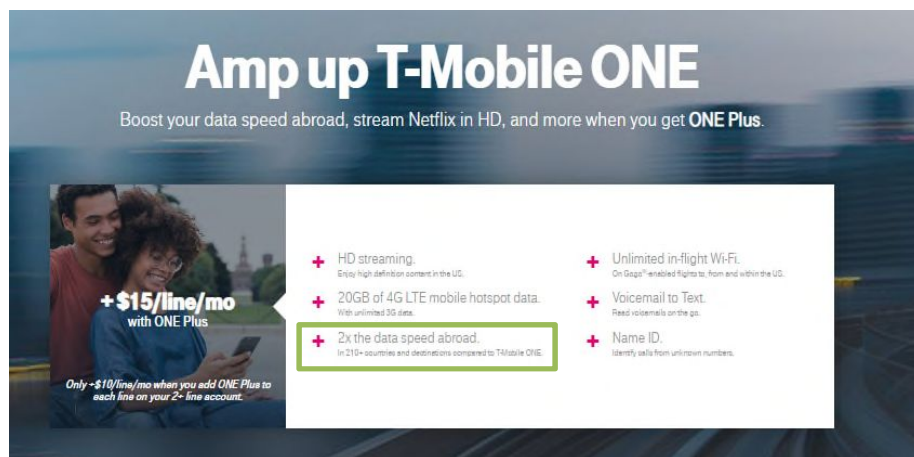 Amp up T-Mobile ONE
Boost your data speed abroad, stream Netflix in HD, and more when you get ONE Plus.
+ $15/line/mo
with ONE Plus
Only +$10/line/mo when you add ONE Plus to
each line on your 2+ line account.
+ HD streaming.
Enjoy high definition content in the US.
+ 20GB of 4G LTE mobile hotspot data.
With unlimited 3G data.
+ 2x the data speed abroad.
In 210+ countries and destinations compared to T-Mobile ONE.
+ Unlimited in-flight Wi-Fi.
On Gogo®-enabled flights to, from and within the US.
+ Voicemail to Text.
Read voicemails on the go.
+ Name ID.
Identify calls from unknown numbers.